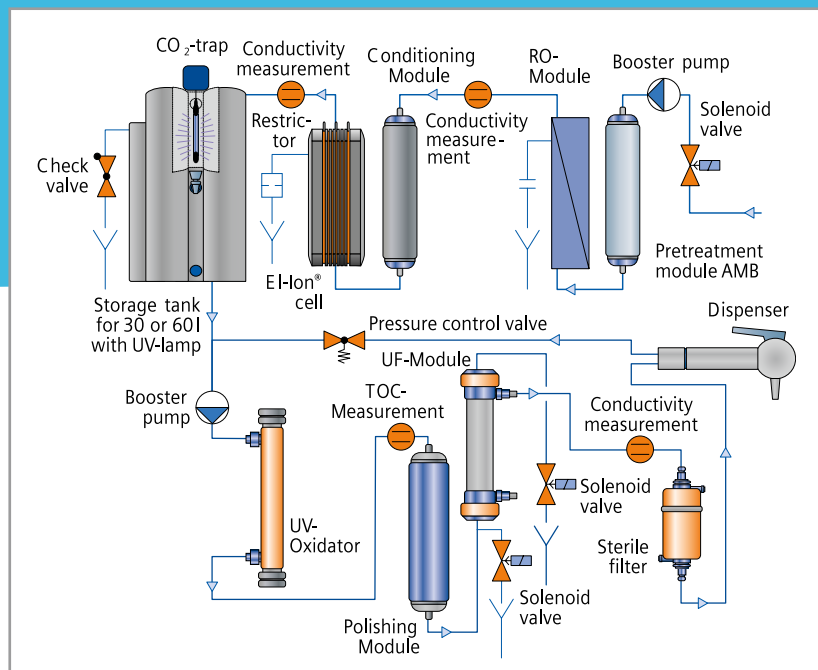 CO2-trap
Conductivity
measurement
Conditioning
Module
RO-
Module
Booster pump
Solenoid
valve
Restric-
tor
Conductivity
measure-
ment
Check
valve
El-Ion®
cell
Pretreatment
module AMB
Storage tank
for 30 or 60l
with UV-lamp
Pressure control valve
Dispenser
UF-Module
Booster
pump
TOC-
Measurement
Conductivity
measurement
Solenoid
valve
UV-
Oxidator
Sterile
filter
Solenoid
valve
Polishing
Module